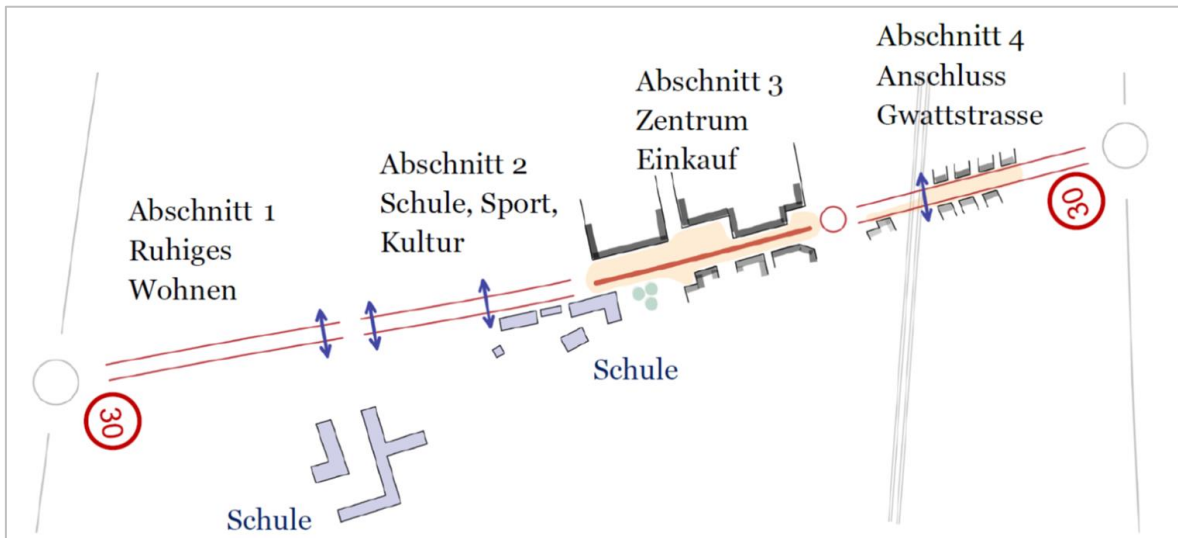 Abschnitt 1
Ruhiges
Wohnen
Abschnitt 2
Schule, Sport,
Kultur
Abschnitt 3
Zentrum
Einkauf
Abschnitt 4
Anschluss
Gwattstrasse
30
30
Schule
Schule